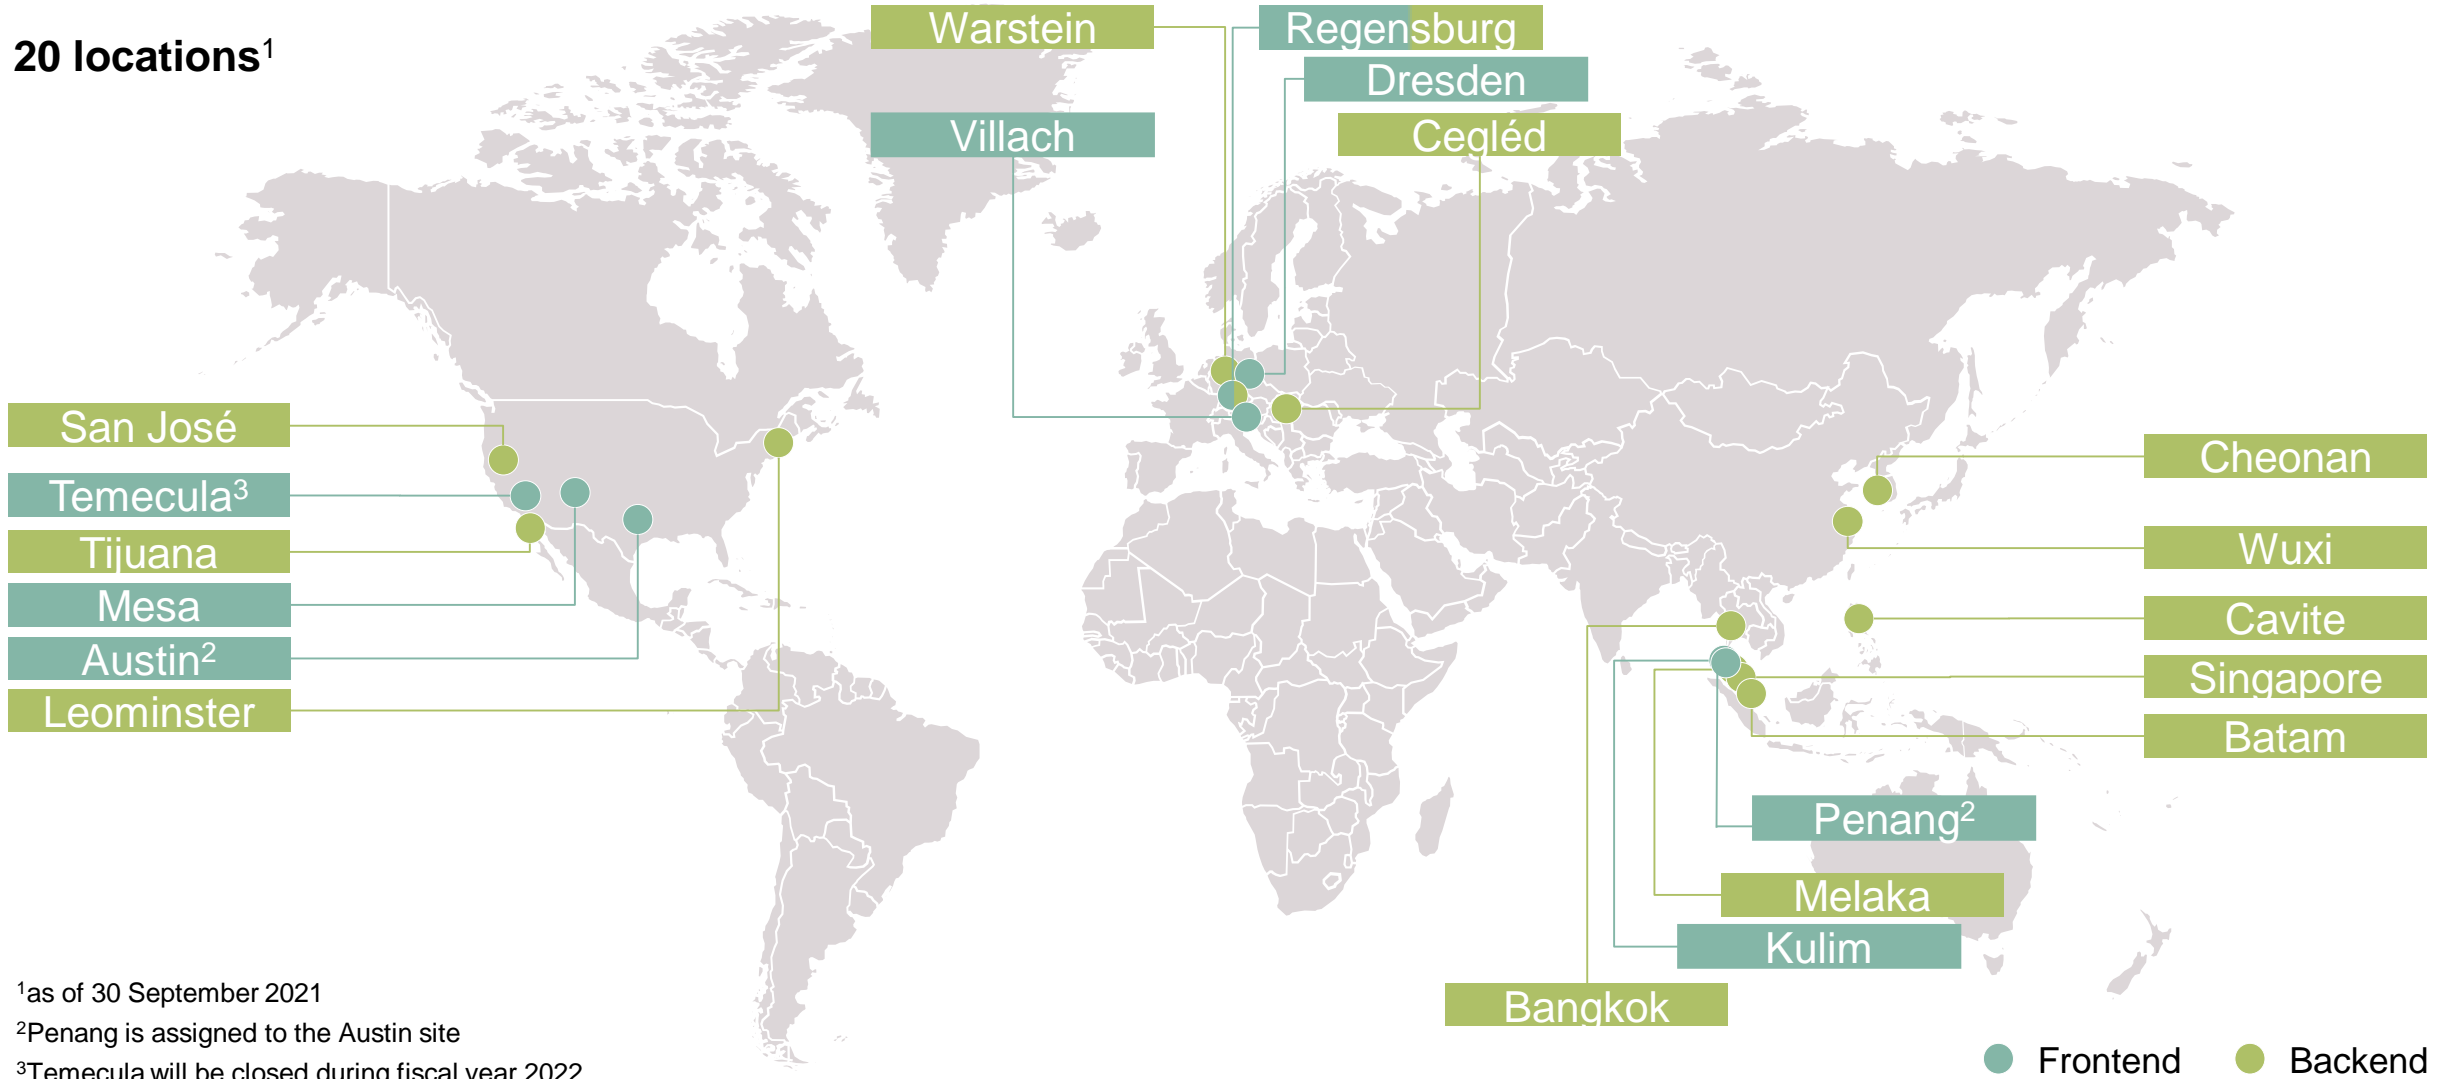 20 locations¹
Warstein
Regensburg
Dresden
Villach
Cegléd
San José
Temecula³
Tijuana
Mesa
Austin²
Leominster
Cheonan
Wuxi
Cavite
Singapore
Batam
Penang²
Melaka
Kulim
Bangkok
¹as of 30 September 2021
²Penang is assigned to the Austin site
³Temecula will be closed during fiscal year 2022
Frontend
Backend